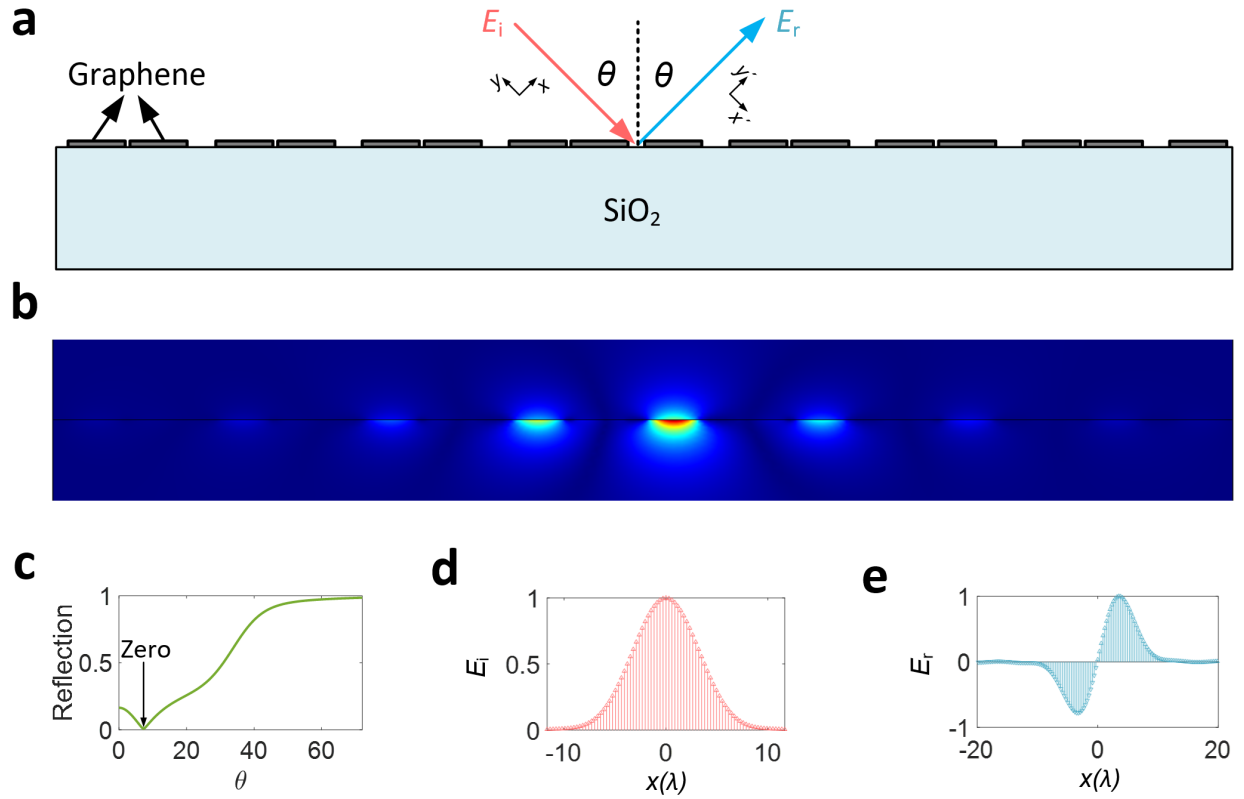 a
E_i
E_r
θ
θ
y
x
y'
x'
Graphene
SiO₂
b
c
d
e
1
0.5
0
Zero
Reflection
0
20
40
60
θ
1
0.5
0
E_i
-10
0
10
x(λ)
1
0
-1
E_r
-20
0
20
x(λ)